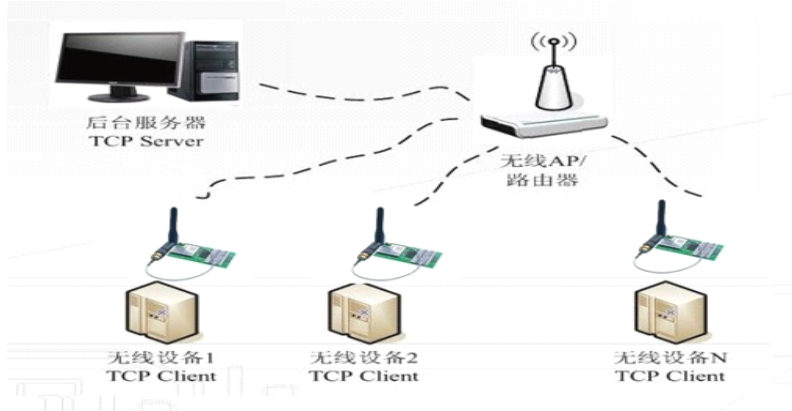 后台服务器
TCP Server
无线AP/
路由器
无线设备1
TCP Client
无线设备2
TCP Client
无线设备N
TCP Client